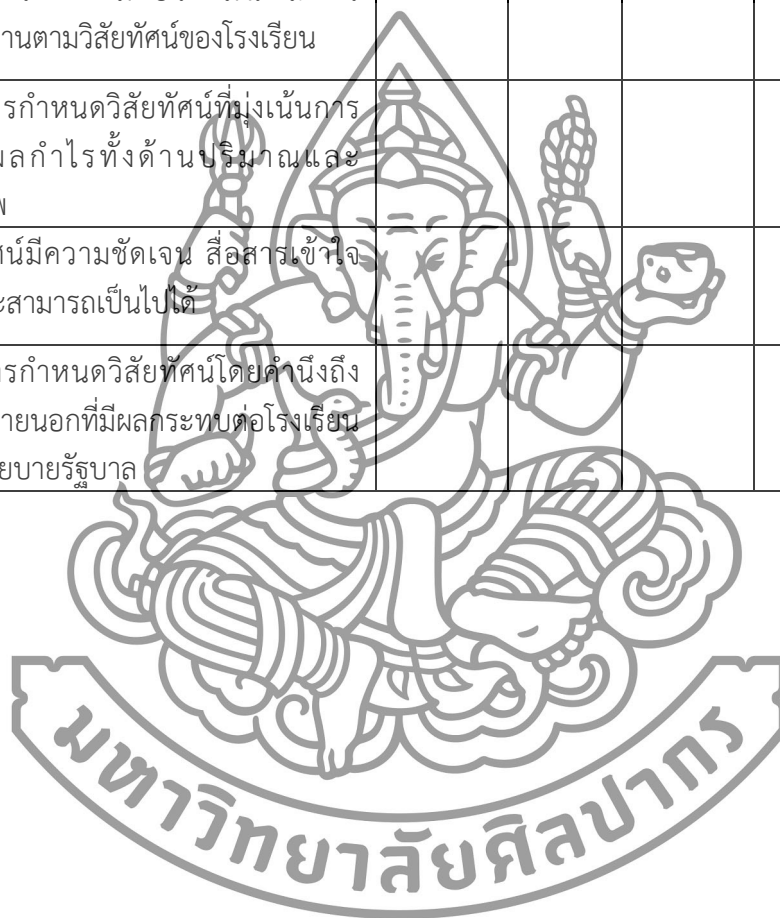 านตามวิสัยทัศน์ของโรงเรียน
รกำหนดวิสัยทัศน์ที่มุ่งเน้นการ
ผลกำไรทั้งด้านปริมาณและ
พ
ศน์มีความชัดเจน สื่อสารเข้าใจ
ะสามารถเป็นไปได้
ารกำหนดวิสัยทัศน์โดยคำนึงถึง
ายนอกที่มีผลกระทบต่อโรงเรียน
ยบายรัฐบาล
มหาวิทยาลัยศิลปากร